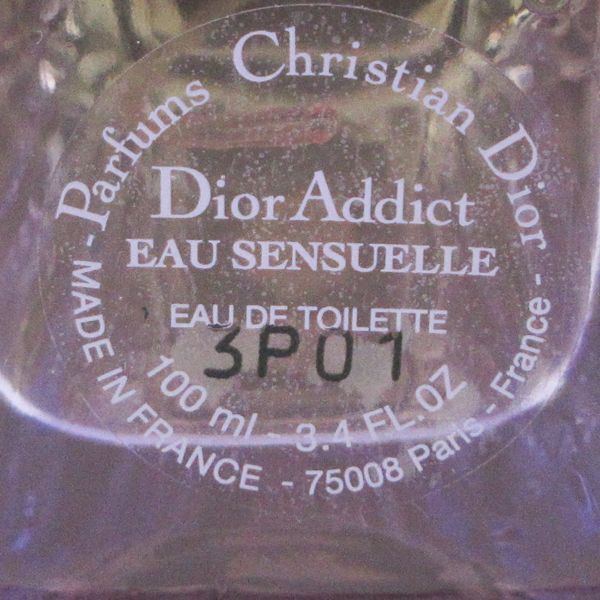 Parfums Christian Dior
Dior Addict
EAU SENSUELLE
EAU DE TOILETTE
3P01
100 ml - 3.4 FL.OZ
- MADE IN FRANCE - 75008 Paris - France -